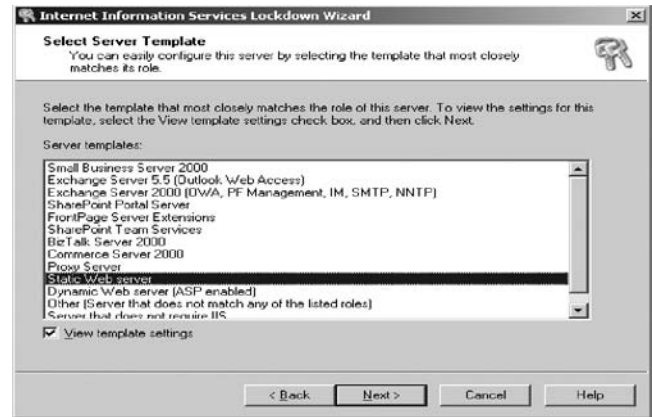 Internet Information Services Lockdown Wizard
Select Server Template
You can easily configure this server by selecting the template that most closely
matches its role.
Select the template that most closely matches the role of this server. To view the settings for this
template, select the View template settings check box, and then click Next.
Server templates:
Small Business Server 2000
Exchange Server 5.5 (Outlook Web Access)
Exchange Server 2000 (OWA, PF Management, IM, SMTP, NNTP)
SharePoint Portal Server
FrontPage Server Extensions
SharePoint Team Services
BizTalk Server 2000
Commerce Server 2000
Proxy Server
Static Web server
Dynamic Web server (ASP enabled)
Other (Server that does not match any of the listed roles)
Server that does not require IIS
View template settings
< Back Next > Cancel Help